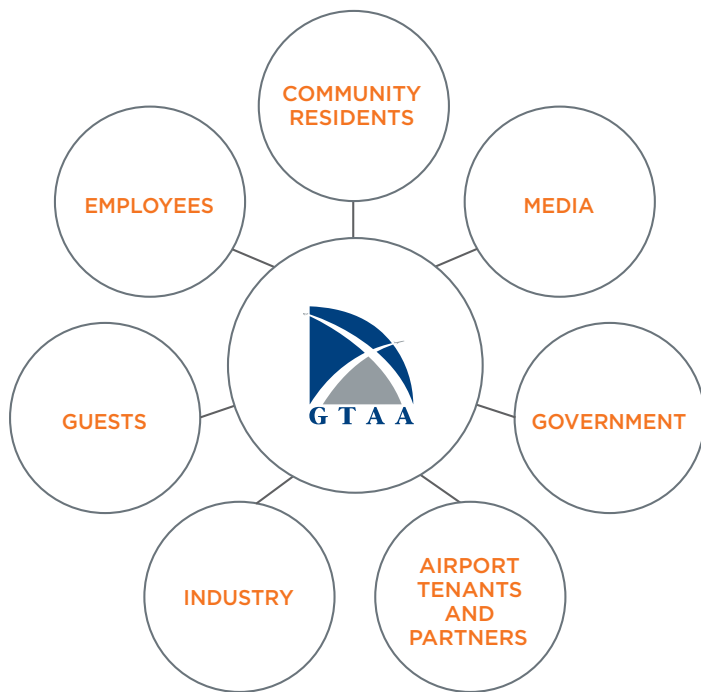 COMMUNITY
RESIDENTS
EMPLOYEES
MEDIA
GTAA
GUESTS
GOVERNMENT
INDUSTRY
AIRPORT
TENANTS
AND
PARTNERS